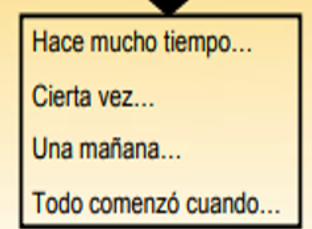 Hace mucho tiempo...
Cierta vez...
Una mañana...
Todo comenzó cuando...